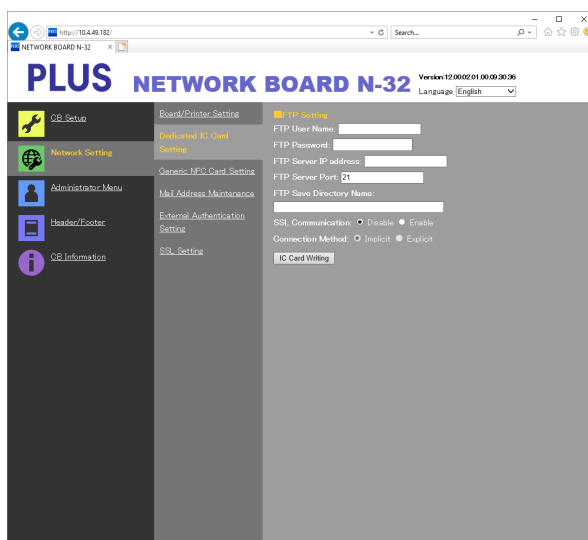 http://10.4.49.182/
Search...
PLUS NETWORK BOARD N-32
PLUS NETWORK BOARD N-32
Version:12.00.02.01.00.09.30.36
Language English
CB Setup
Network Setting
Administrator Menu
Header/Footer
CB Information
Board/Printer Setting
Dedicated IC Card
Setting
Generic NFC Card Setting
Mail Address Maintenance
External Authentication
Setting
SSL Setting
FTP Setting
FTP User Name:
FTP Password:
FTP Server IP address:
FTP Server Port: 21
FTP Save Directory Name:
SSL Communication: Disable Enable
Connection Method: Implicit Explicit
IC Card Writing